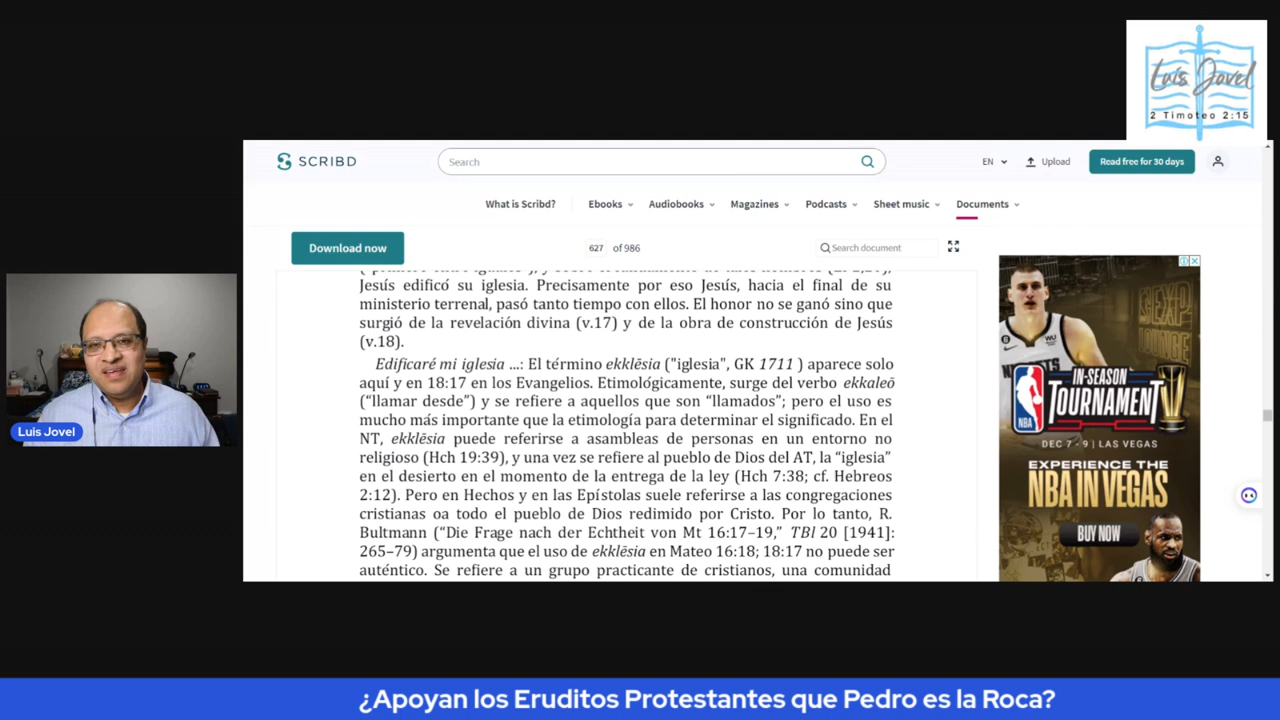 Luis Jovel
2 Timoteo 2:15
SCRIBD
Search
EN
Upload
Read free for 30 days
What is Scribd?
Ebooks
Audiobooks
Magazines
Podcasts
Sheet music
Documents
Download now
627 of 986
Search document
Jesús edificó su iglesia. Precisamente por eso Jesús, hacia el final de su
ministerio terrenal, pasó tanto tiempo con ellos. El honor no se ganó sino que
surgió de la revelación divina (v.17) y de la obra de construcción de Jesús
(v.18).
Edificaré mi iglesia ...: El término ekklēsia ("iglesia", GK 1711 ) aparece solo
aquí y en 18:17 en los Evangelios. Etimológicamente, surge del verbo ekkaleō
(“llamar desde”) y se refiere a aquellos que son “llamados”; pero el uso es
mucho más importante que la etimología para determinar el significado. En el
NT, ekklēsia puede referirse a asambleas de personas en un entorno no
religioso (Hch 19:39), y una vez se refiere al pueblo de Dios del AT, la “iglesia”
en el desierto en el momento de la entrega de la ley (Hch 7:38; cf. Hebreos
2:12). Pero en Hechos y en las Epístolas suele referirse a las congregaciones
cristianas oa todo el pueblo de Dios redimido por Cristo. Por lo tanto, R.
Bultmann (“Die Frage nach der Echtheit von Mt 16:17–19,” TBl 20 [1941]:
265–79) argumenta que el uso de ekklēsia en Mateo 16:18; 18:17 no puede ser
auténtico. Se refiere a un grupo practicante de cristianos, una comunidad
NBA
IN-SEASON
TOURNAMENT
DEC 7 - 9 | LAS VEGAS
EXPERIENCE THE
NBA IN VEGAS
BUY NOW
Luis Jovel
¿Apoyan los Eruditos Protestantes que Pedro es la Roca?